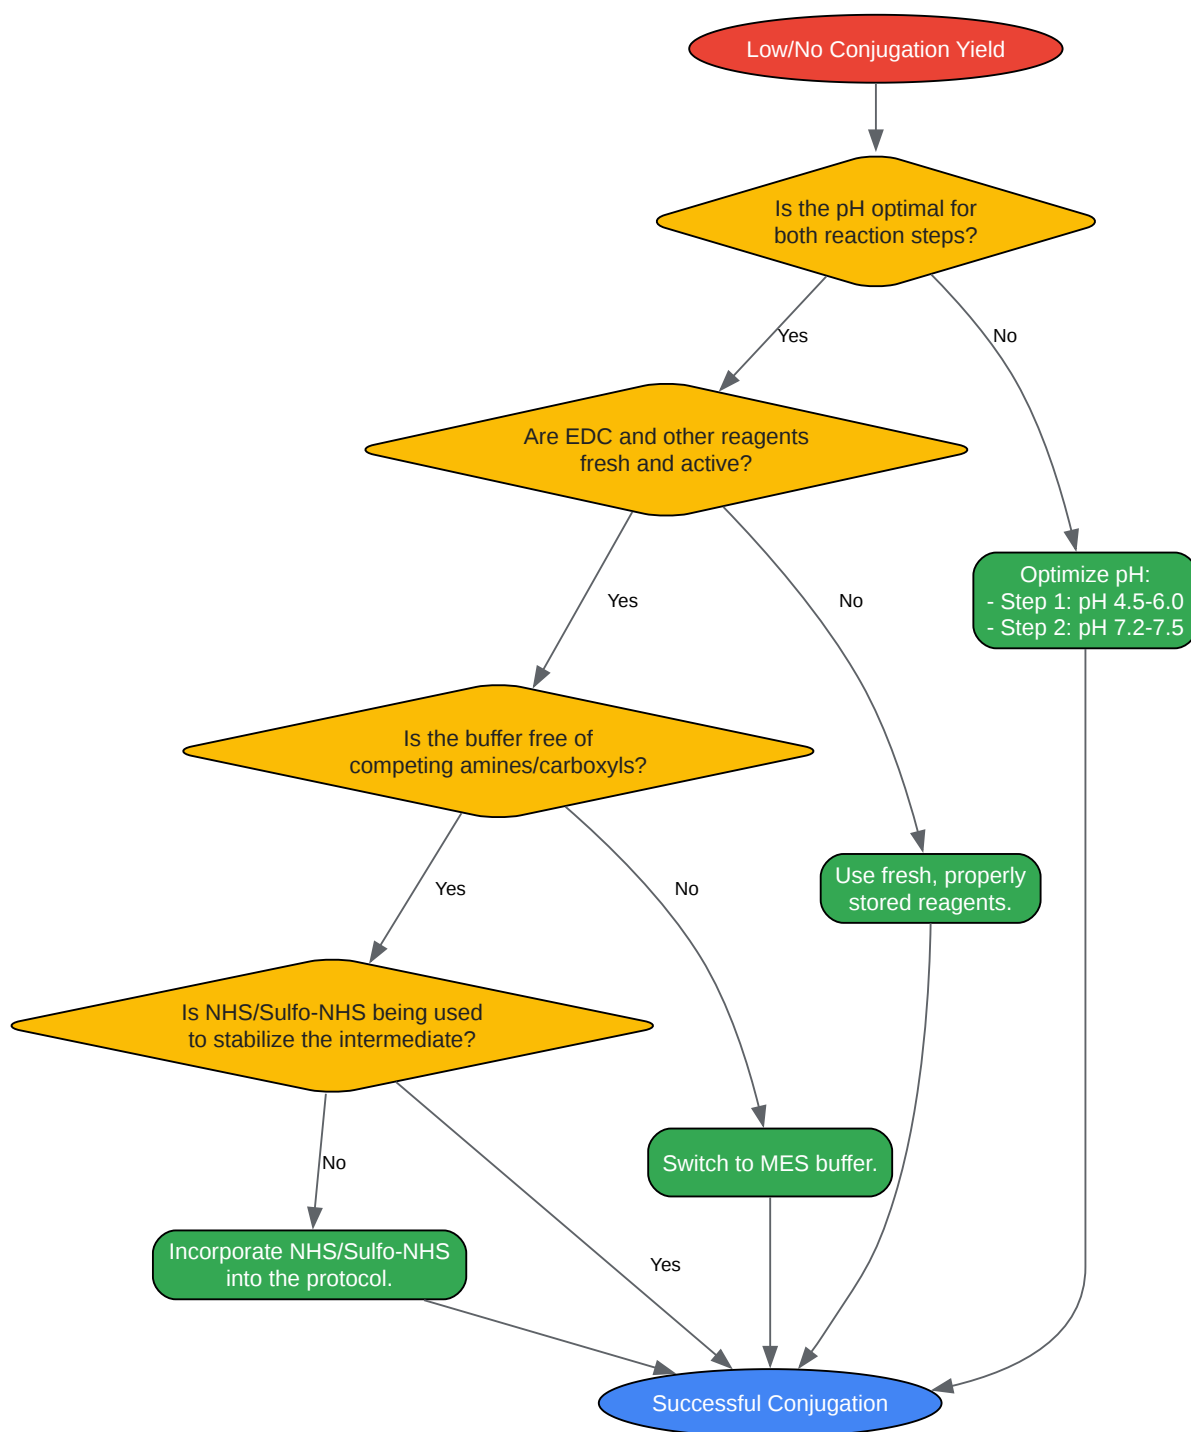 Low/No Conjugation Yield
Is the pH optimal for
both reaction steps?
Yes
No
Are EDC and other reagents
fresh and active?
Yes
No
Optimize pH:
- Step 1: pH 4.5-6.0
- Step 2: pH 7.2-7.5
Is the buffer free of
competing amines/carboxyls?
Yes
No
Use fresh, properly
stored reagents.
Is NHS/Sulfo-NHS being used
to stabilize the intermediate?
No
Yes
Switch to MES buffer.
Incorporate NHS/Sulfo-NHS
into the protocol.
Successful Conjugation